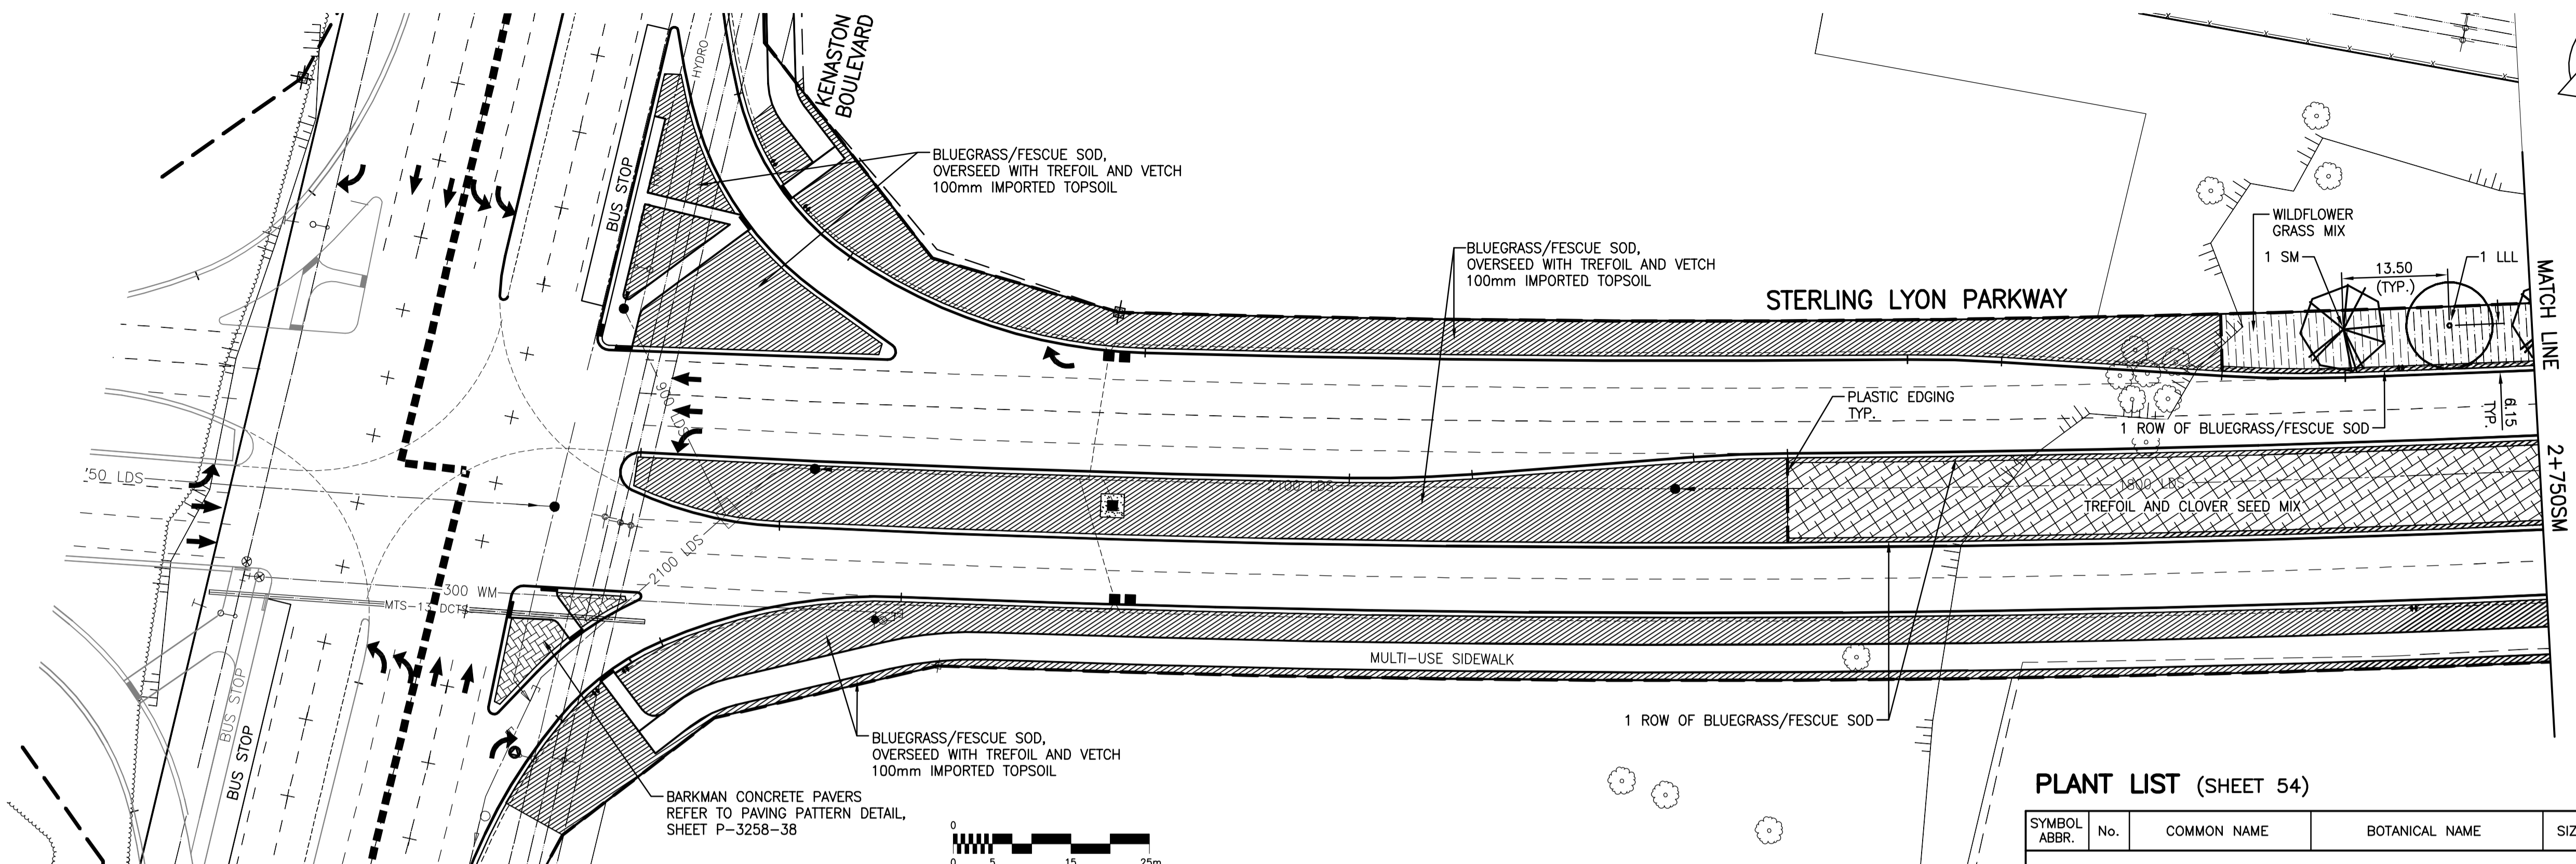 KENASTON
BOULEVARD
HYDRO
BUS STOP
BLUEGRASS/FESCUE SOD,
OVERSEED WITH TREFOIL AND VETCH
100mm IMPORTED TOPSOIL
BLUEGRASS/FESCUE SOD,
OVERSEED WITH TREFOIL AND VETCH
100mm IMPORTED TOPSOIL
STERLING LYON PARKWAY
WILDFLOWER
GRASS MIX
1 SM
13.50
(TYP.)
1 LLL
MATCH LINE
2+750SM
6.15
TYP.
PLASTIC EDGING
TYP.
1 ROW OF BLUEGRASS/FESCUE SOD
900 LDS
'50 LDS
2100 LDS
1800 LDS
TREFOIL AND CLOVER SEED MIX
2100 LDS
300 WM
MTS-13 DCTS
MULTI-USE SIDEWALK
BUS STOP
BUS STOP
1 ROW OF BLUEGRASS/FESCUE SOD
BLUEGRASS/FESCUE SOD,
OVERSEED WITH TREFOIL AND VETCH
100mm IMPORTED TOPSOIL
BARKMAN CONCRETE PAVERS
REFER TO PAVING PATTERN DETAIL,
SHEET P-3258-38
0
0 5 15 25m
PLANT LIST (SHEET 54)
SYMBOL ABBR. No. COMMON NAME BOTANICAL NAME SIZ